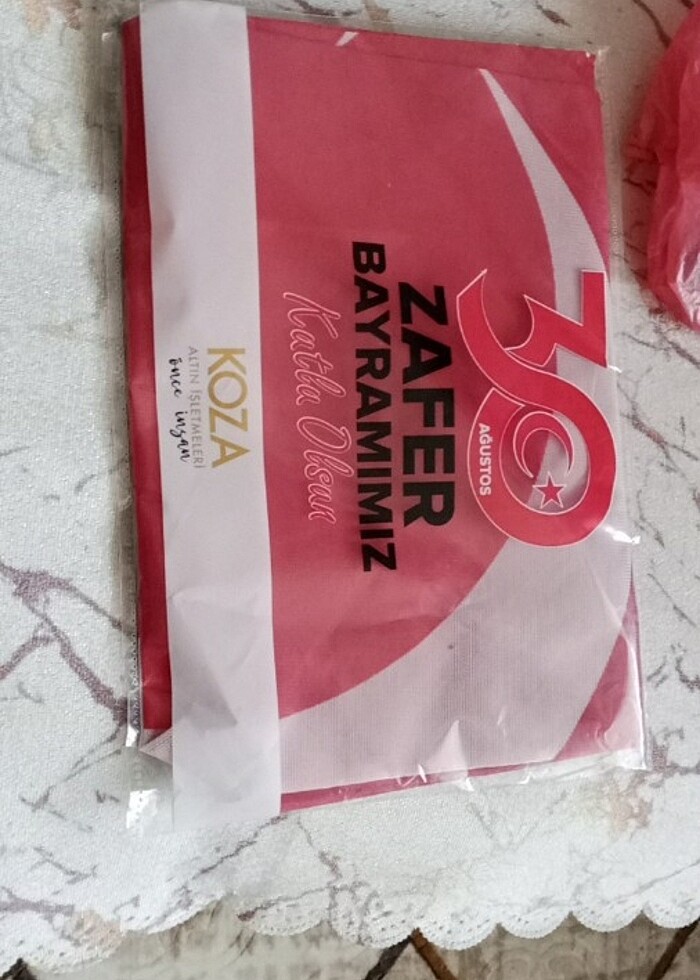 30
AĞUSTOS
ZAFER
BAYRAMIMIZ
Kutlu Olsun
KOZA
ALTIN İŞLETMELERİ
önce insan